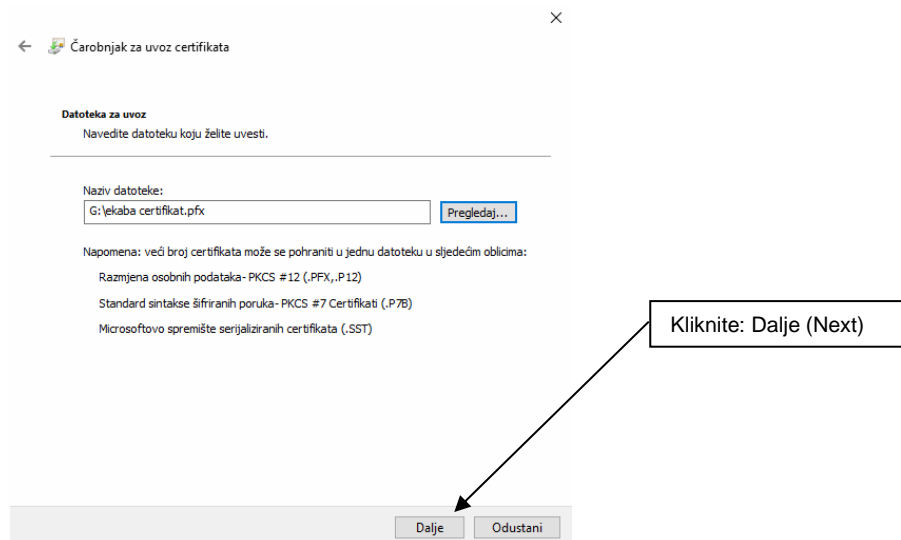 Čarobnjak za uvoz certifikata
Datoteka za uvoz
Navedite datoteku koju želite uvesti.
Naziv datoteke:
G:\ekaba certifikat.pfx
Pregledaj...
Napomena: veći broj certifikata može se pohraniti u jednu datoteku u sljedećim oblicima:
Razmjena osobnih podataka- PKCS #12 (.PFX,.P12)
Standard sintakse šifriranih poruka- PKCS #7 Certifikati (.P7B)
Microsoftovo spremište serijaliziranih certifikata (.SST)
Kliknite: Dalje (Next)
Dalje
Odustani